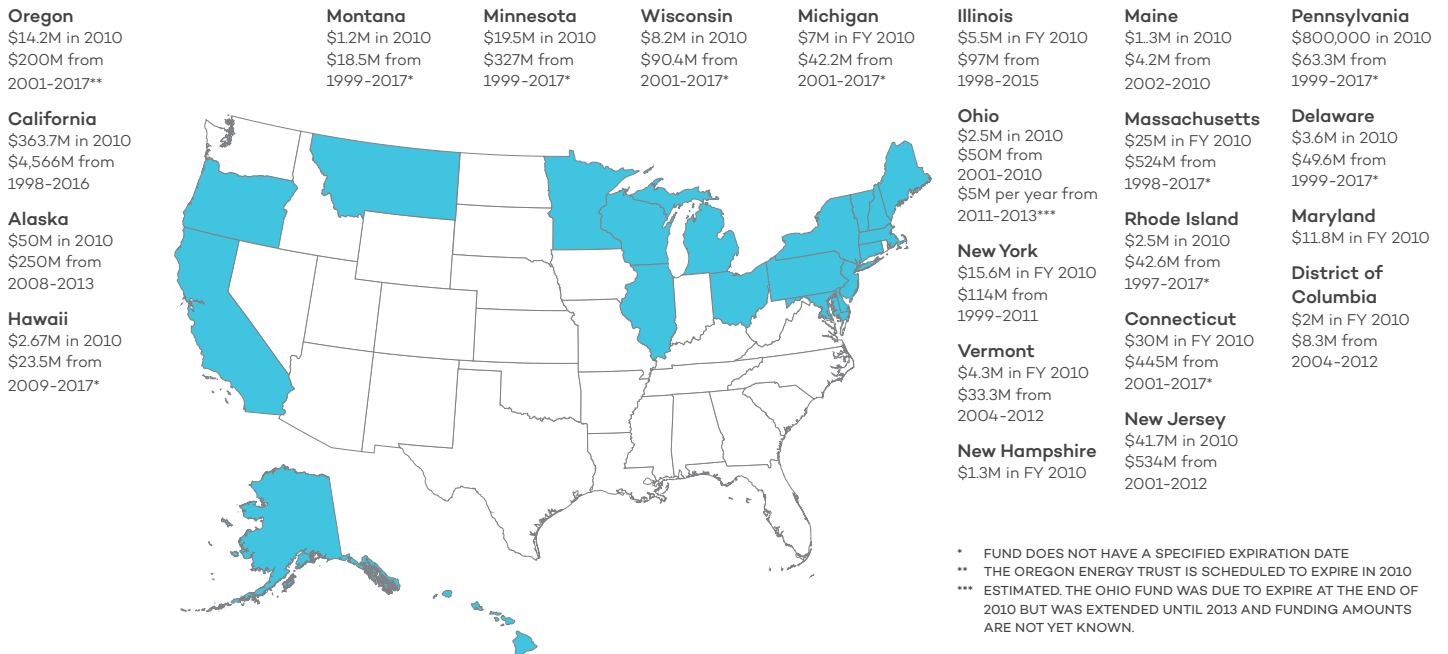 Oregon
$14.2M in 2010
$200M from
2001-2017**
California
$363.7M in 2010
$4,566M from
1998-2016
Alaska
$50M in 2010
$250M from
2008-2013
Hawaii
$2.67M in 2010
$23.5M from
2009-2017*
Montana
$1.2M in 2010
$18.5M from
1999-2017*
Minnesota
$19.5M in 2010
$327M from
1999-2017*
Wisconsin
$8.2M in 2010
$90.4M from
2001-2017*
Michigan
$7M in FY 2010
$42.2M from
2001-2017*
Illinois
$5.5M in FY 2010
$97M from
1998-2015
Ohio
$2.5M in 2010
$50M from
2001-2010
$5M per year from
2011-2013***
New York
$15.6M in FY 2010
$114M from
1999-2011
Vermont
$4.3M in FY 2010
$33.3M from
2004-2012
New Hampshire
$1.3M in FY 2010
Maine
$1.3M in 2010
$4.2M from
2002-2010
Massachusetts
$25M in FY 2010
$524M from
1998-2017*
Rhode Island
$2.5M in 2010
$42.6M from
1997-2017*
Connecticut
$30M in FY 2010
$445M from
2001-2017*
New Jersey
$41.7M in 2010
$534M from
2001-2012
Pennsylvania
$800,000 in 2010
$63.3M from
1999-2017*
Delaware
$3.6M in 2010
$49.6M from
1999-2017*
Maryland
$11.8M in FY 2010
District of
Columbia
$2M in FY 2010
$8.3M from
2004-2012
* FUND DOES NOT HAVE A SPECIFIED EXPIRATION DATE
** THE OREGON ENERGY TRUST IS SCHEDULED TO EXPIRE IN 2010
*** ESTIMATED. THE OHIO FUND WAS DUE TO EXPIRE AT THE END OF
2010 BUT WAS EXTENDED UNTIL 2013 AND FUNDING AMOUNTS
ARE NOT YET KNOWN.